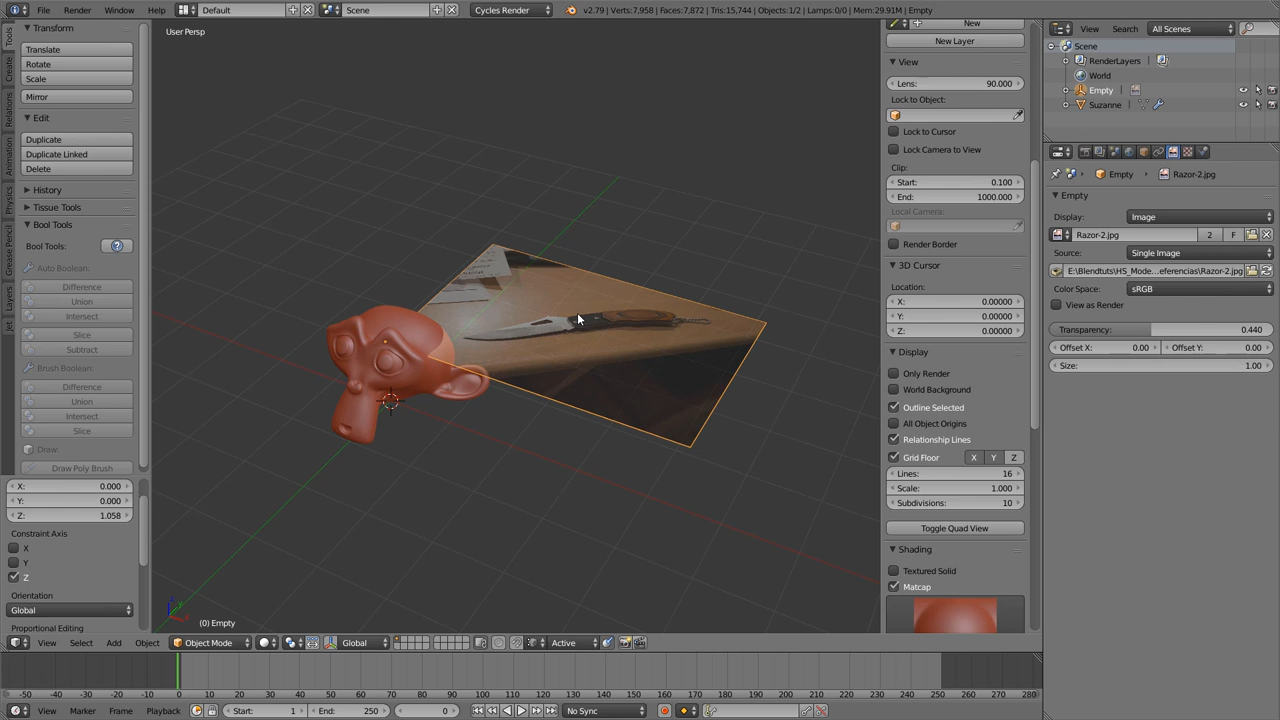 File Render Window Help Default Scene Cycles Render v2.79 | Verts:7,958 | Faces:7,872 | Tris:15,744 | Objects:1/2 | Lamps:0/0 | Mem:29.91M | Empty
Tools
Create
Relations
Animation
Physics
Grease Pencil
Layers
Jet
Transform
Translate
Rotate
Scale
Mirror
Edit
Duplicate
Duplicate Linked
Delete
History
Tissue Tools
Bool Tools
Bool Tools:
Auto Boolean:
Difference
Union
Intersect
Slice
Subtract
Brush Boolean:
Difference
Union
Intersect
Slice
Draw:
Draw Poly Brush
X: 0.000
Y: 0.000
Z: 1.058
Constraint Axis
X
Y
Z
Orientation
Global
Proportional Editing
User Persp
(0) Empty
New
New Layer
View
Lens: 90.000
Lock to Object:
Lock to Cursor
Lock Camera to View
Clip:
Start: 0.100
End: 1000.000
Local Camera:
Render Border
3D Cursor
Location:
X: 0.00000
Y: 0.00000
Z: 0.00000
Display
Only Render
World Background
Outline Selected
All Object Origins
Relationship Lines
Grid Floor X Y Z
Lines: 16
Scale: 1.000
Subdivisions: 10
Toggle Quad View
Shading
Textured Solid
Matcap
View Search All Scenes
Scene
RenderLayers
World
Empty
Suzanne
Empty Razor-2.jpg
Empty
Display: Image
Razor-2.jpg 2 F
Source: Single Image
E:\Blendtuts\HS_Mode...eferencias\Razor-2.jpg
Color Space: sRGB
View as Render
Transparency: 0.440
Offset X: 0.00 Offset Y: 0.00
Size: 1.00
View Select Add Object Object Mode Global Active
-50 -40 -30 -20 -10 0 10 20 30 40 50 60 70 80 90 100 110 120 130 140 150 160 170 180 190 200 210 220 230 240 250 260 270 280
View Marker Frame Playback Start: 1 End: 250 0 No Sync